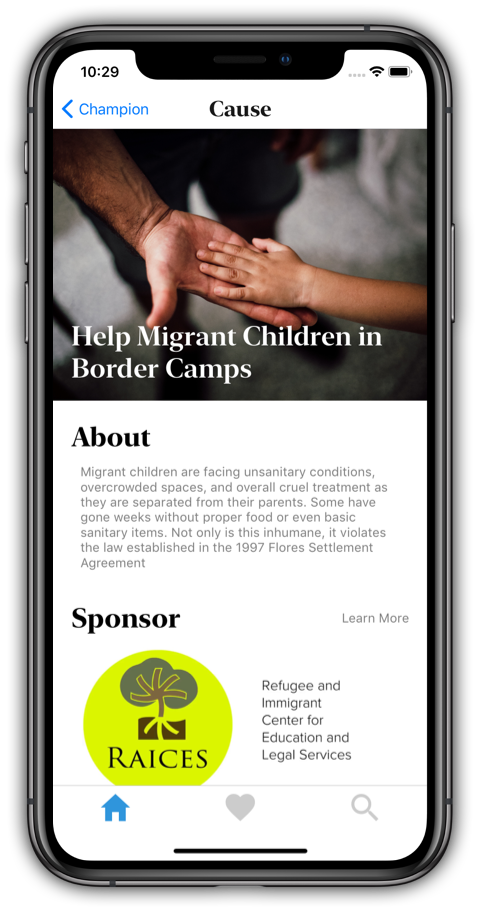 10:29
Champion
Cause
Help Migrant Children in
Border Camps
About
Migrant children are facing unsanitary conditions,
overcrowded spaces, and overall cruel treatment as
they are separated from their parents. Some have
gone weeks without proper food or even basic
sanitary items. Not only is this inhumane, it violates
the law established in the 1997 Flores Settlement
Agreement
Sponsor
Learn More
RAICES
Refugee and
Immigrant
Center for
Education and
Legal Services